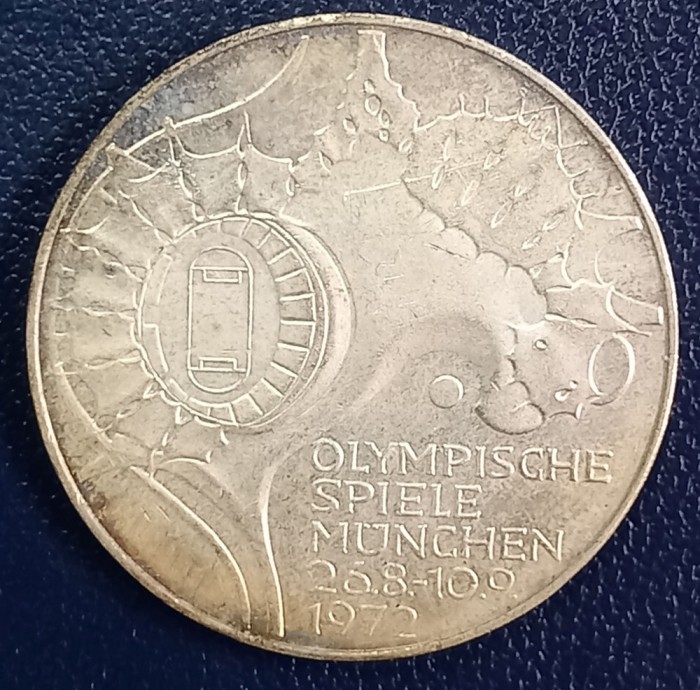 OLYMPISCHE
SPIELE
MÜNCHEN
26.8.-10.9.
1972